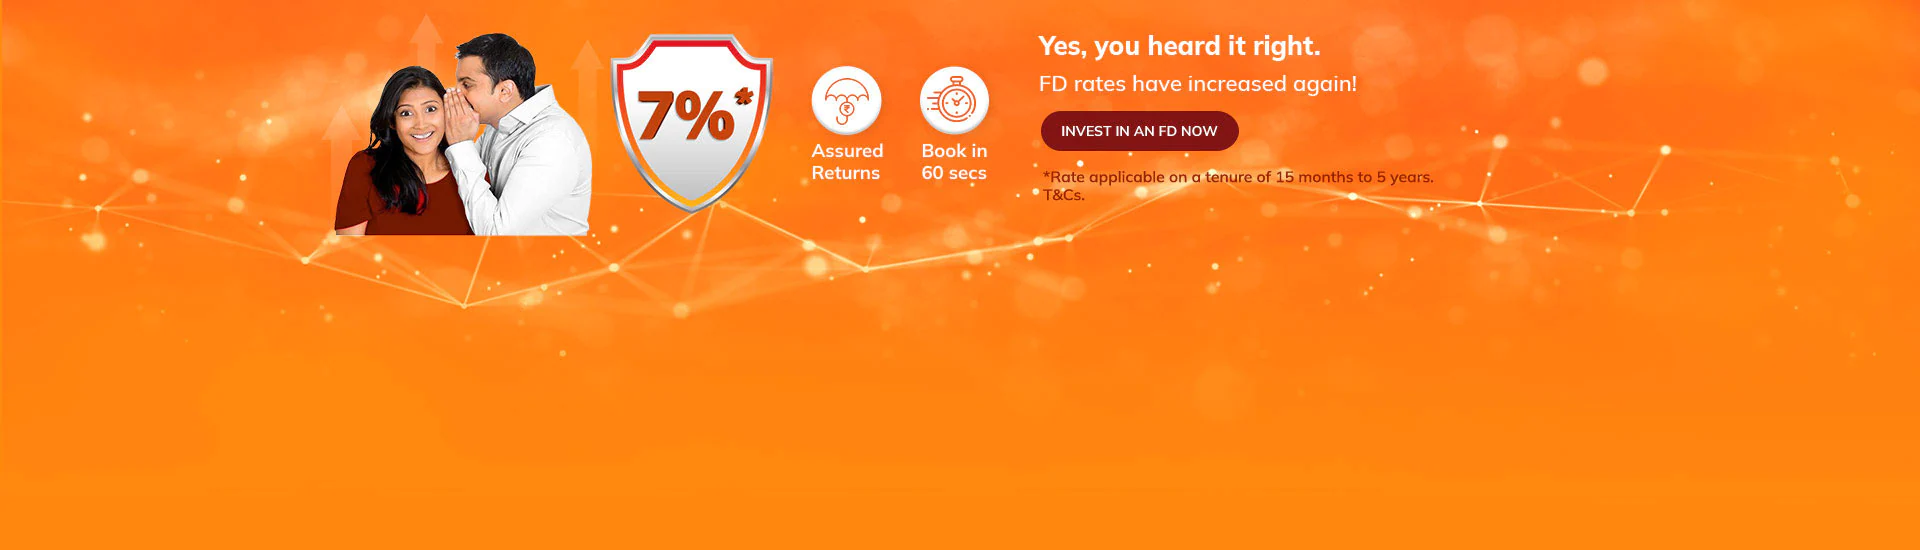 7%*
Assured
Returns
Book in
60 secs
Yes, you heard it right.
FD rates have increased again!
INVEST IN AN FD NOW
*Rate applicable on a tenure of 15 months to 5 years.
T&Cs.